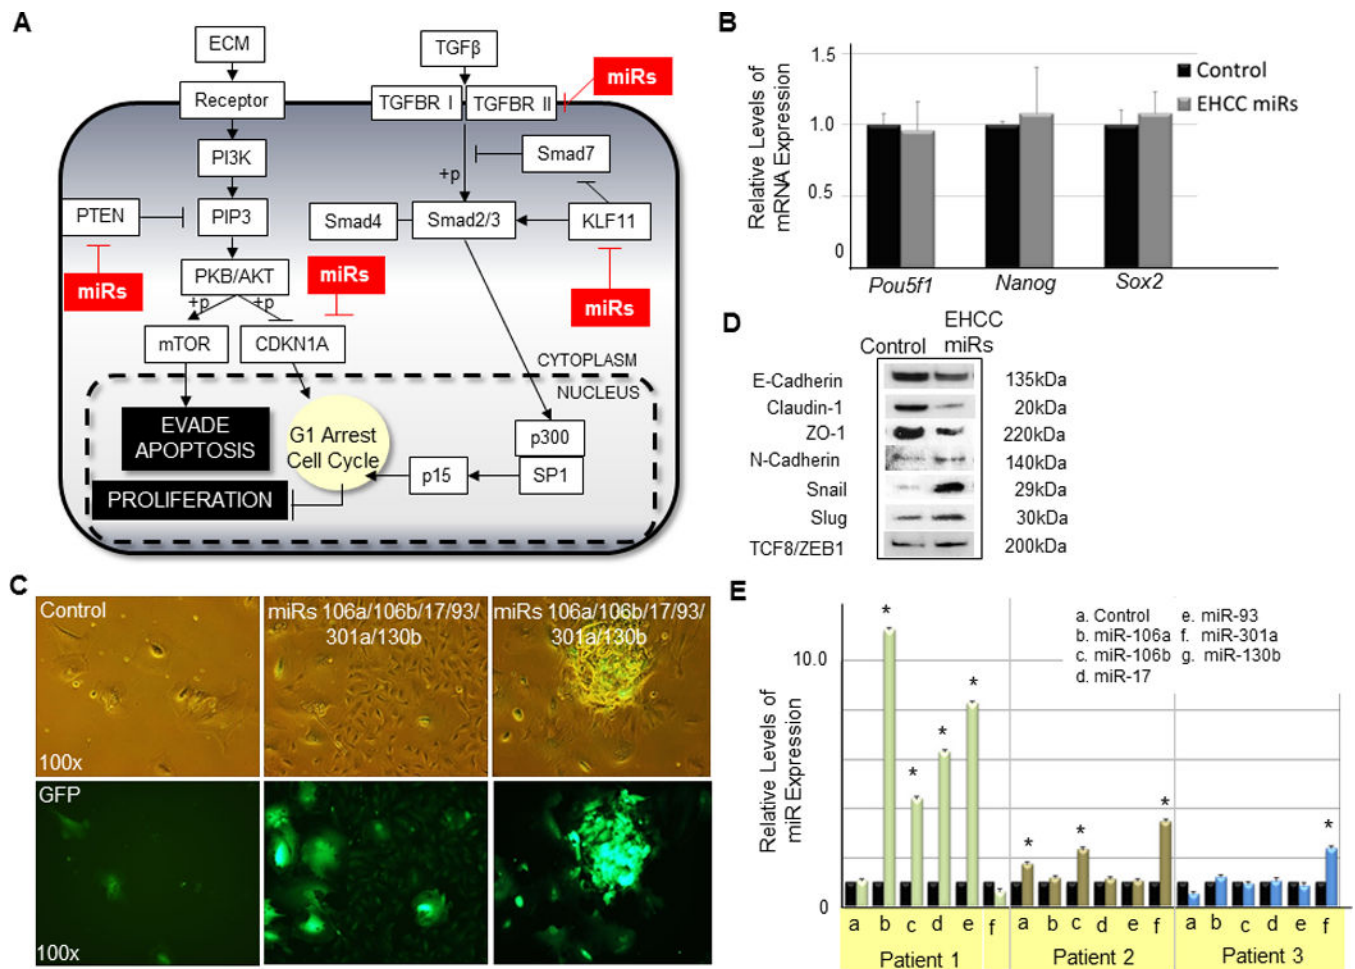 A
ECM
Receptor
PI3K
PTEN
PIP3
miRs
PKB/AKT
+p
+p
mTOR
CDKN1A
miRs
TGFβ
TGFBR I
TGFBR II
miRs
Smad7
+p
Smad4
Smad2/3
KLF11
miRs
CYTOPLASM
NUCLEUS
EVADE
APOPTOSIS
G1 Arrest
Cell Cycle
PROLIFERATION
p15
p300
SP1
B
Relative Levels of
mRNA Expression
1.5
1.0
0.5
0
Control
EHCC miRs
Pou5f1
Nanog
Sox2
D
Control
EHCC
miRs
E-Cadherin 135kDa
Claudin-1 20kDa
ZO-1 220kDa
N-Cadherin 140kDa
Snail 29kDa
Slug 30kDa
TCF8/ZEB1 200kDa
C
Control
100x
miRs 106a/106b/17/93/
301a/130b
miRs 106a/106b/17/93/
301a/130b
GFP
100x
E
Relative Levels of
miR Expression
10.0
0
a. Control e. miR-93
b. miR-106a f. miR-301a
c. miR-106b g. miR-130b
d. miR-17
* * * * * * * * *
a b c d e f a b c d e f a b c d e f
Patient 1 Patient 2 Patient 3